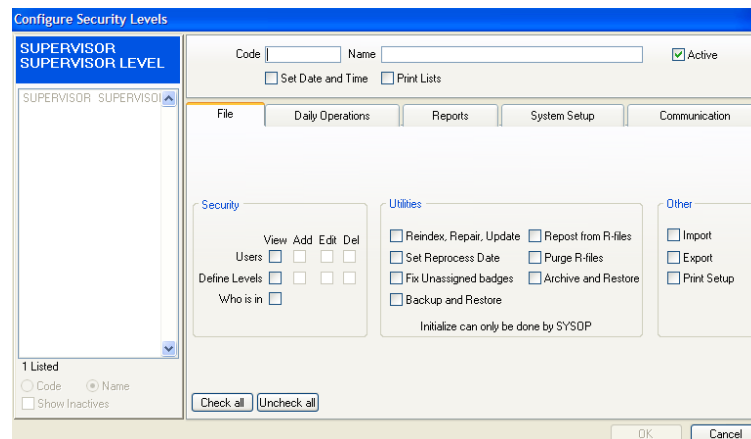 Configure Security Levels
SUPERVISOR
SUPERVISOR LEVEL
SUPERVISOR SUPERVISO
1 Listed
Code Name
Show Inactives
Code Name Active
Set Date and Time Print Lists
File Daily Operations Reports System Setup Communication
Security
View Add Edit Del
Users
Define Levels
Who is in
Utilities
Reindex, Repair, Update Repost from R-files
Set Reprocess Date Purge R-files
Fix Unassigned badges Archive and Restore
Backup and Restore
Initialize can only be done by SYSOP
Other
Import
Export
Print Setup
Check all Uncheck all
OK Cancel